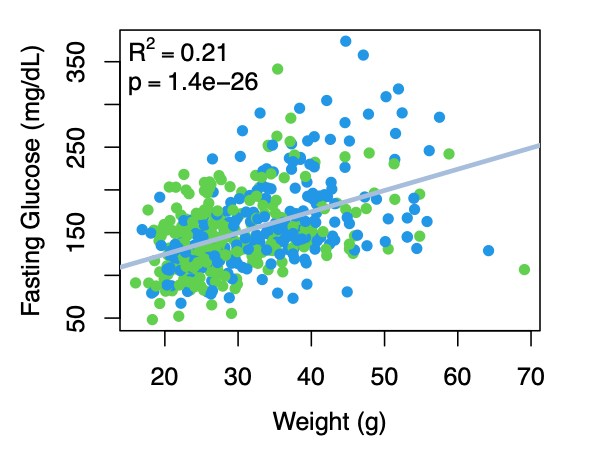 R² = 0.21
p = 1.4e−26
Fasting Glucose (mg/dL)
350
250
150
50
20 30 40 50 60 70
Weight (g)